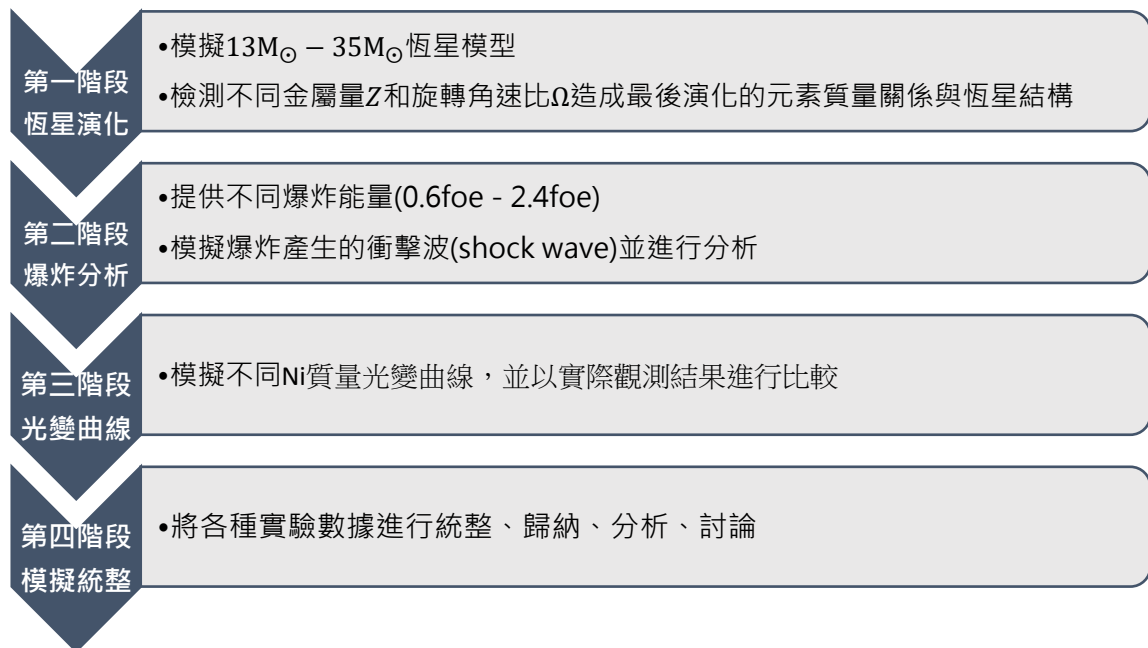 第一階段
恆星演化
•模擬13M☉ − 35M☉恆星模型
•檢測不同金屬量Z和旋轉角速比Ω造成最後演化的元素質量關係與恆星結構
第二階段
爆炸分析
•提供不同爆炸能量(0.6foe - 2.4foe)
•模擬爆炸產生的衝擊波(shock wave)並進行分析
第三階段
光變曲線
•模擬不同Ni質量光變曲線，並以實際觀測結果進行比較
第四階段
模擬統整
•將各種實驗數據進行統整、歸納、分析、討論